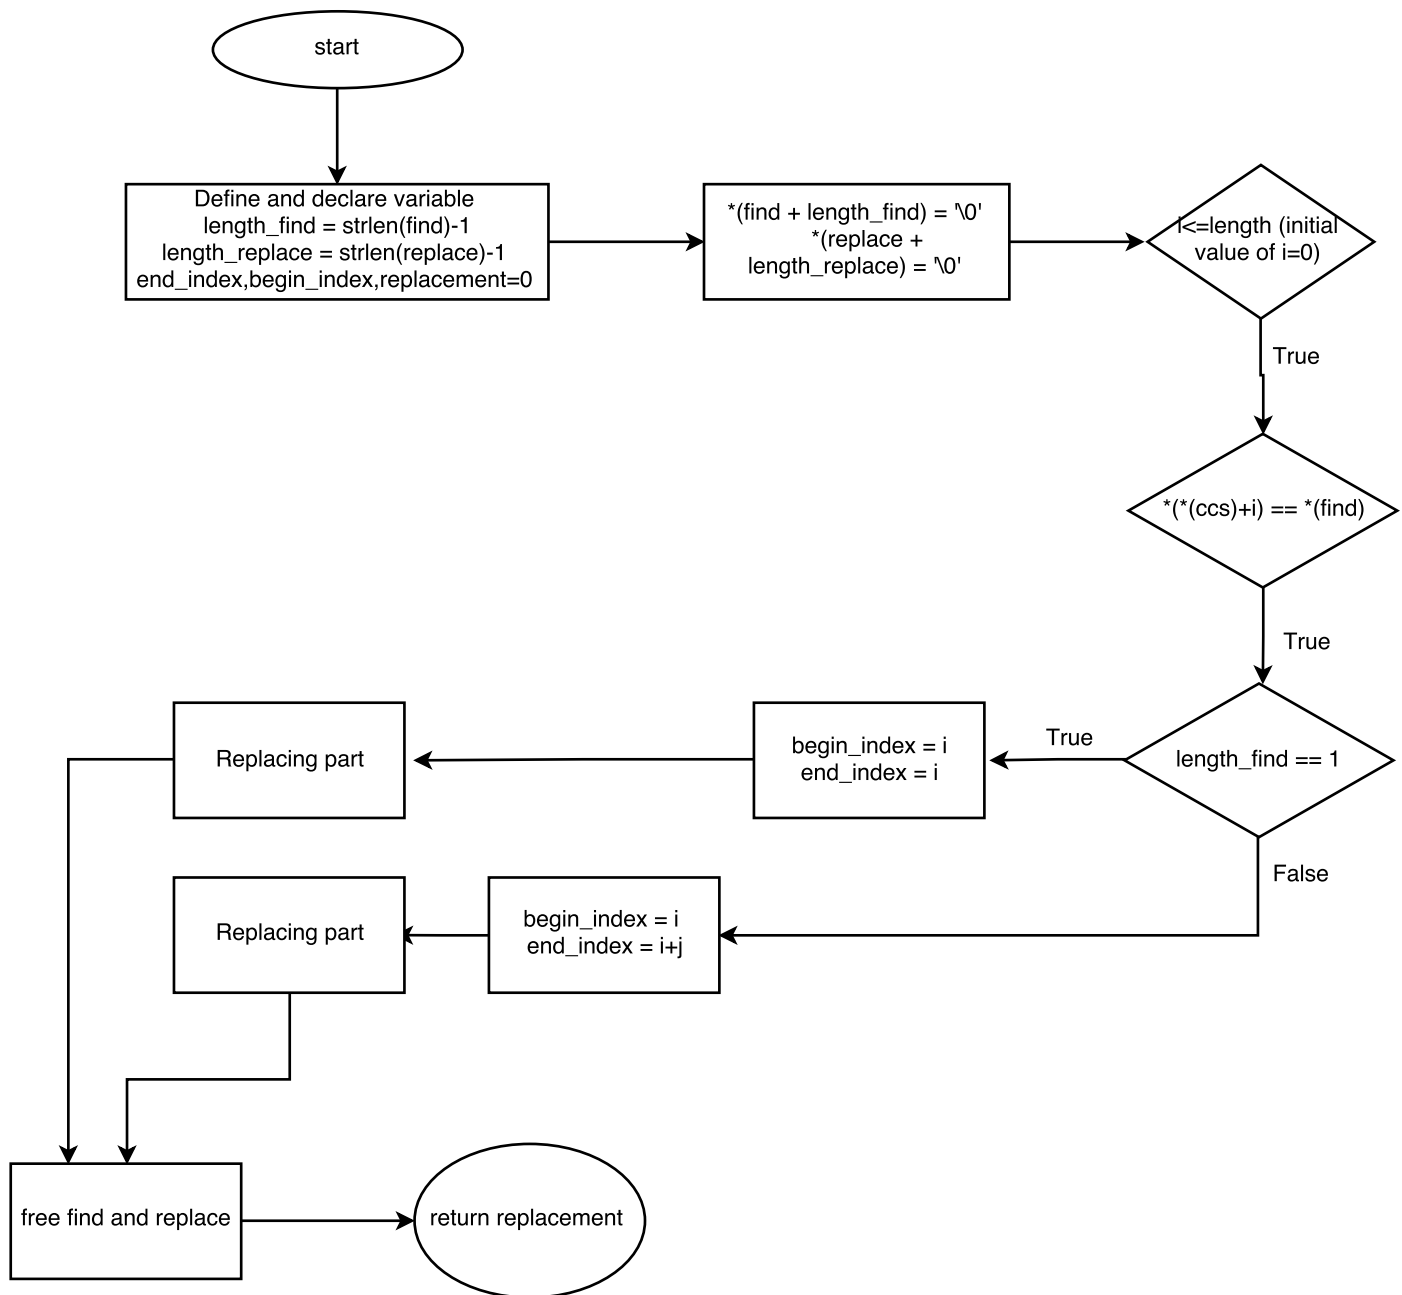 start
Define and declare variable
length_find = strlen(find)-1
length_replace = strlen(replace)-1
end_index,begin_index,replacement=0
*(find + length_find) = '\0'
*(replace +
length_replace) = '\0'
i<=length (initial
value of i=0)
True
*(*(ccs)+i) == *(find)
True
length_find == 1
True
begin_index = i
end_index = i
Replacing part
False
begin_index = i
end_index = i+j
Replacing part
free find and replace
return replacement